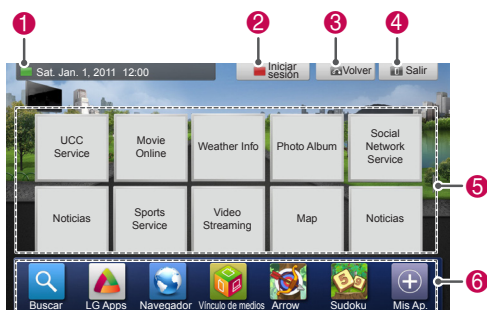 1 2 3 4
Sat. Jan. 1, 2011 12:00
Iniciar
sesión
Volver
Salir
UCC
Service
Movie
Online
Weather Info
Photo Album
Social
Network
Service
5
Noticias
Sports
Service
Video
Streaming
Map
Noticias
6
Buscar LG Apps Navegador Vínculo de medios Arrow Sudoku Mis Ap.